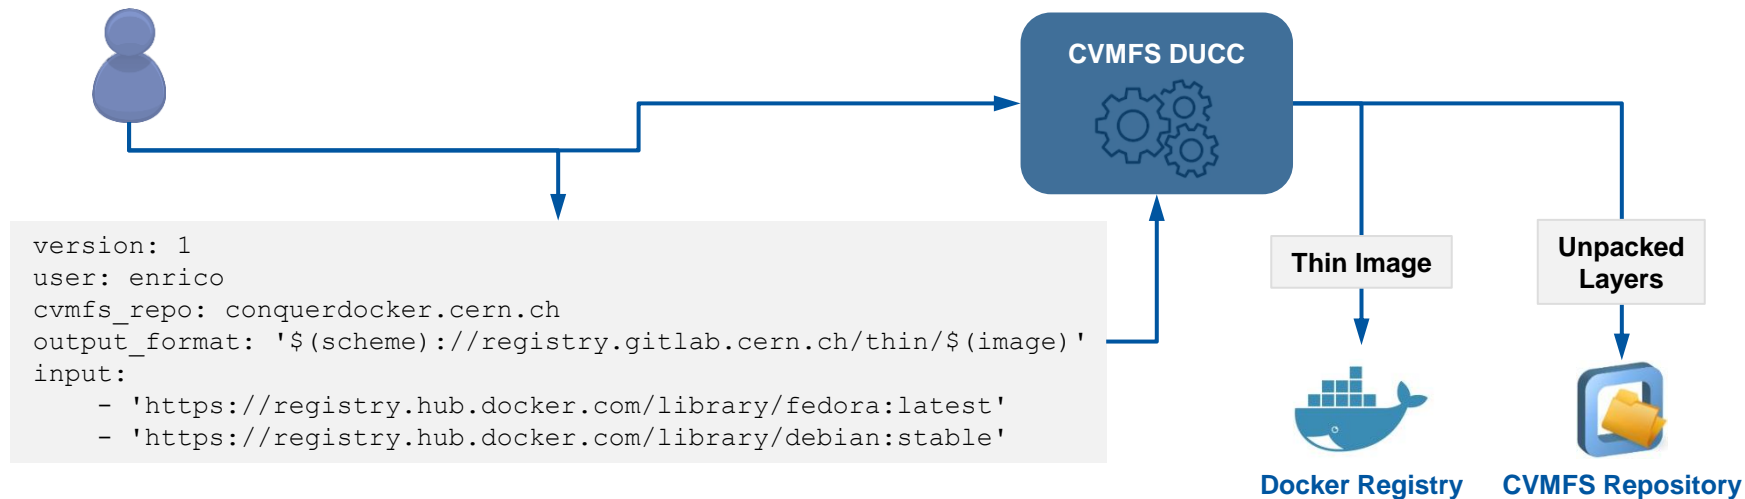 CVMFS DUCC
version: 1
user: enrico
cvmfs_repo: conquerdocker.cern.ch
output_format: '$(scheme)://registry.gitlab.cern.ch/thin/$(image)'
input:
    - 'https://registry.hub.docker.com/library/fedora:latest'
    - 'https://registry.hub.docker.com/library/debian:stable'
Thin Image
Unpacked
Layers
Docker Registry
CVMFS Repository